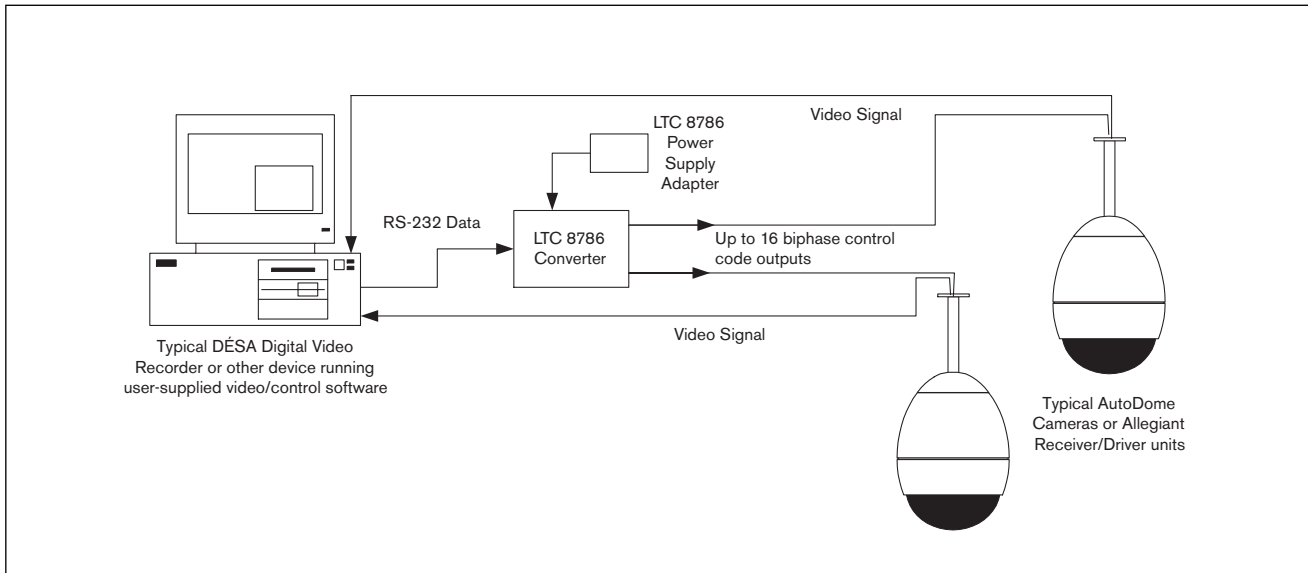 Video Signal
LTC 8786
Power
Supply
Adapter
RS-232 Data
LTC 8786
Converter
Up to 16 biphase control
code outputs
Video Signal
Typical DÉSA Digital Video
Recorder or other device running
user-supplied video/control software
Typical AutoDome
Cameras or Allegiant
Receiver/Driver units